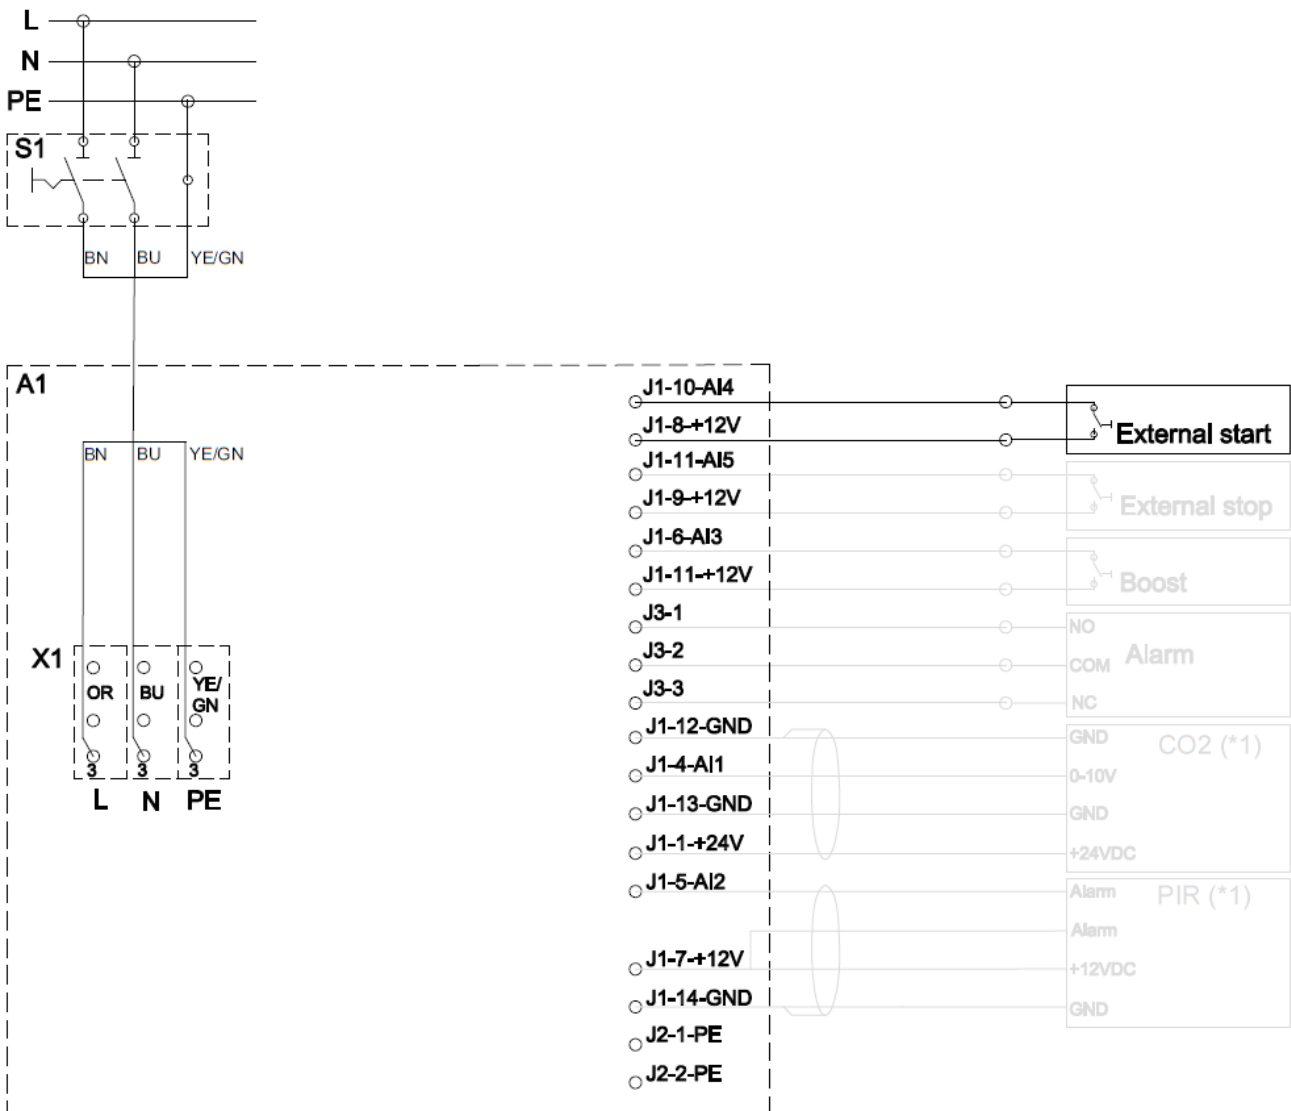 L
N
PE
S1
BN BU YE/GN
A1
BN BU YE/GN
X1
OR BU YE/
GN
3 3 3
L N PE
J1-10-AI4
J1-8-+12V
External start
J1-11-AI5
J1-9-+12V
External stop
J1-6-AI3
J1-11-+12V
Boost
J3-1
NO
J3-2
COM
Alarm
J3-3
NC
J1-12-GND
GND
CO2 (*1)
J1-4-AI1
0-10V
J1-13-GND
GND
J1-1-+24V
+24VDC
J1-5-AI2
Alarm
PIR (*1)
Alarm
J1-7-+12V
+12VDC
J1-14-GND
GND
J2-1-PE
J2-2-PE